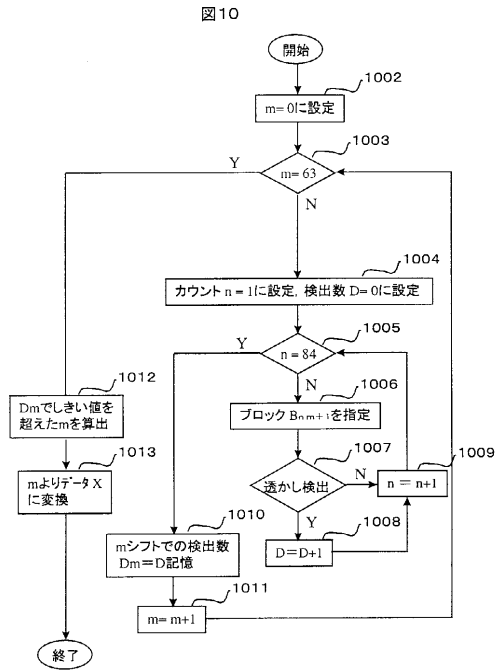 図10
開始
1002
m=0に設定
1003
Y
m=63
N
1004
カウント n=1に設定, 検出数 D=0に設定
1005
Y
n=84
N
1006
ブロック Bn,m+1を指定
1007
透かし検出
N
Y
1008
D=D+1
1009
n=n+1
1010
mシフトでの検出数
Dm=D記憶
1011
m=m+1
1012
Dmでしきい値を
超えたmを算出
1013
mよりデータX
に変換
終了